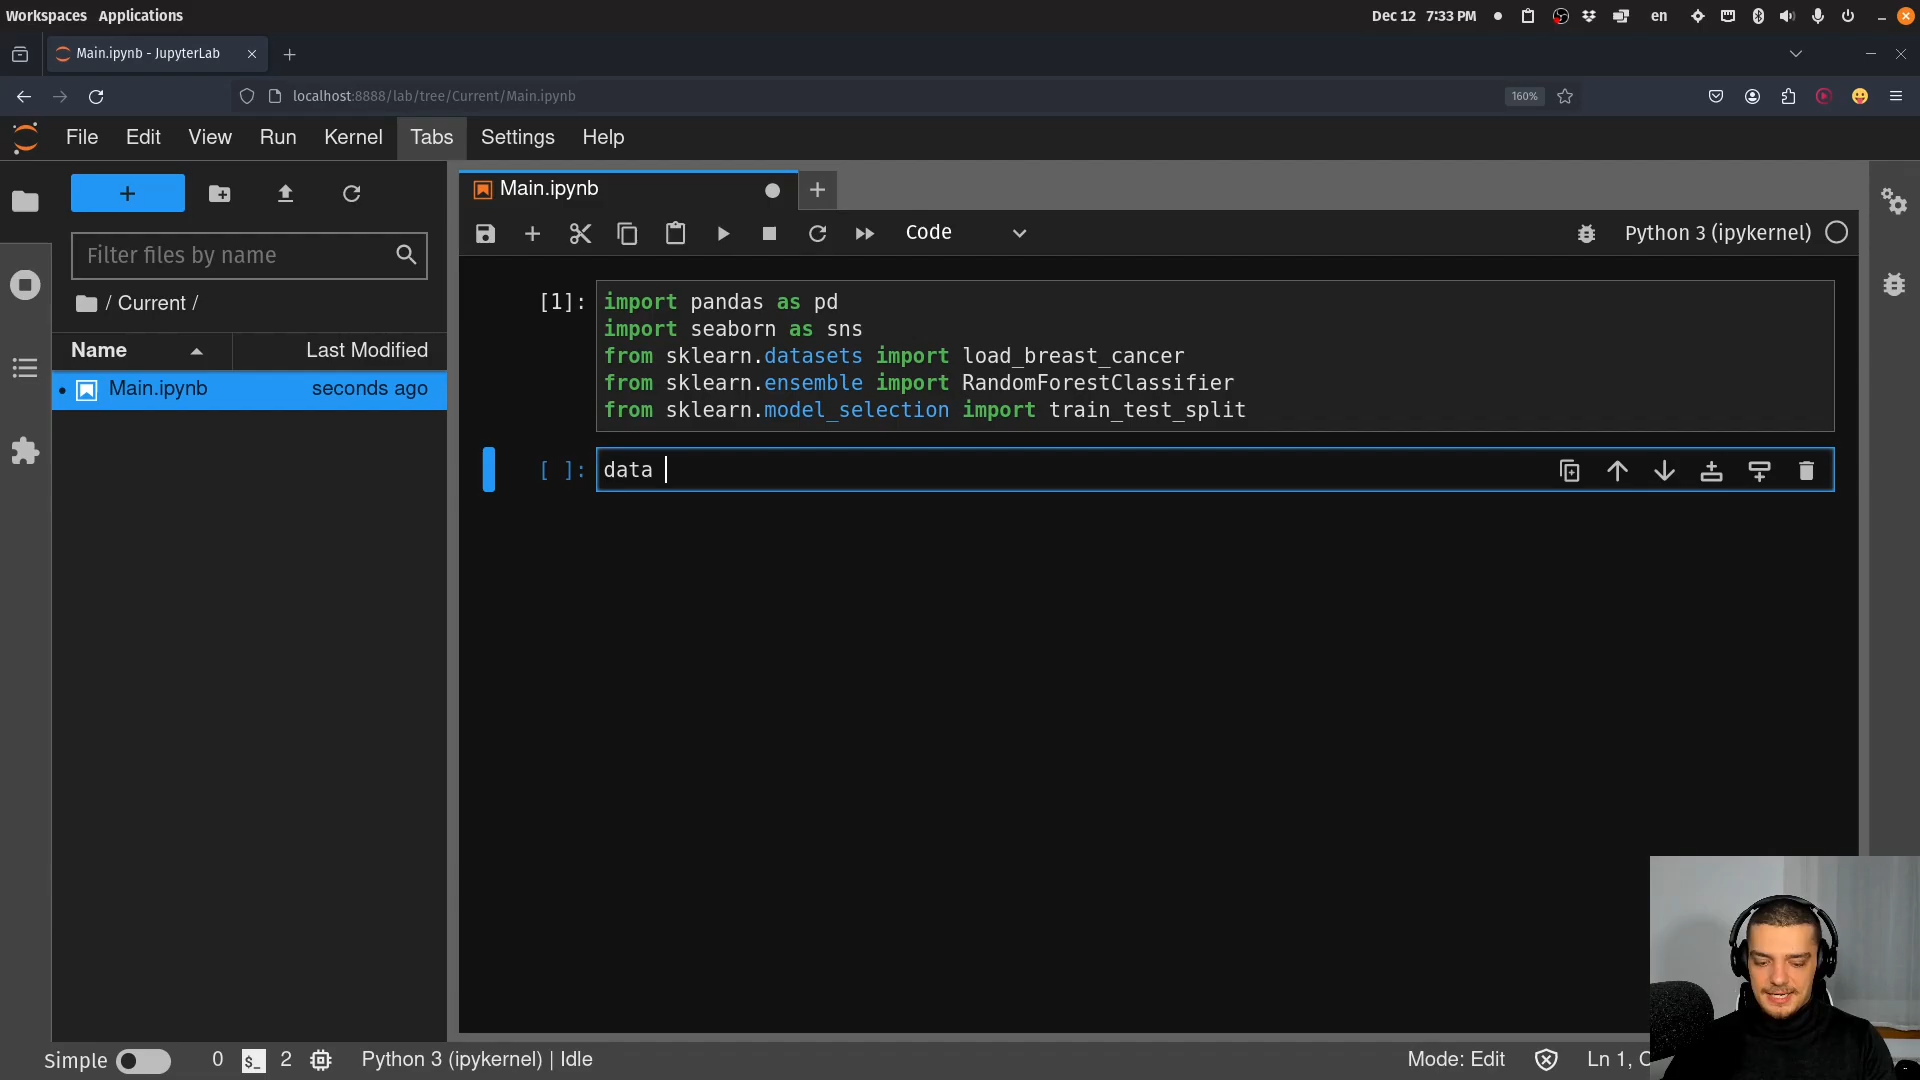 Workspaces Applications
Dec 12 7:33 PM en
Main.ipynb - JupyterLab
localhost:8888/lab/tree/Current/Main.ipynb
160%
File Edit View Run Kernel Tabs Settings Help
Main.ipynb
Code
Python 3 (ipykernel)
Filter files by name
/ Current /
Name Last Modified
Main.ipynb seconds ago
[1]: import pandas as pd
import seaborn as sns
from sklearn.datasets import load_breast_cancer
from sklearn.ensemble import RandomForestClassifier
from sklearn.model_selection import train_test_split
[ ]: data
Simple 0 $_ 2 Python 3 (ipykernel) | Idle
Mode: Edit Ln 1, C